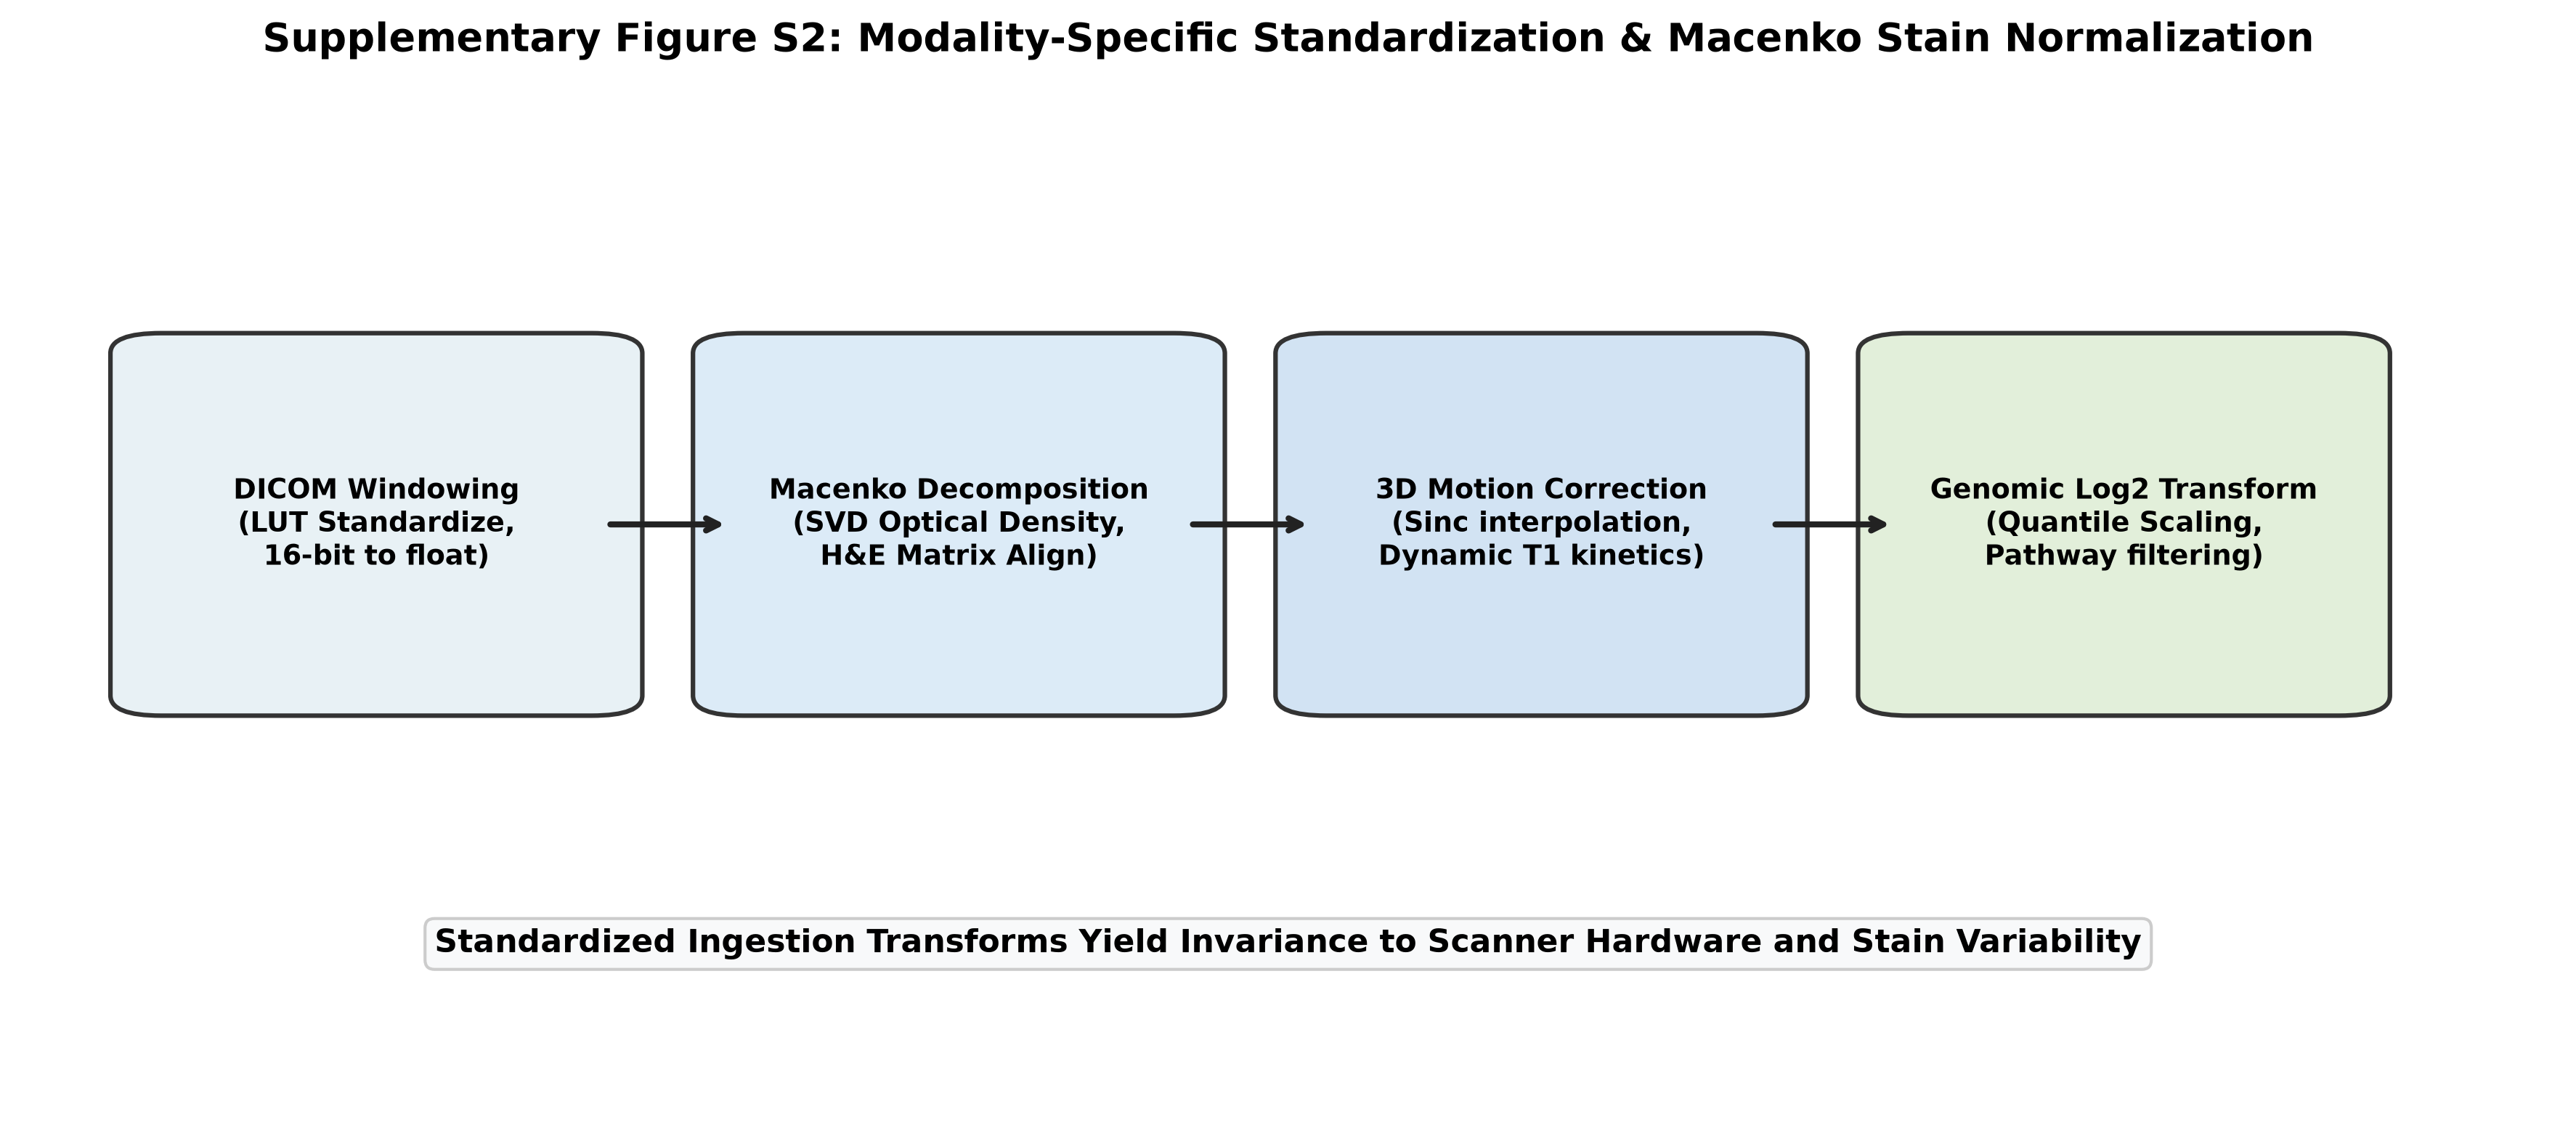 Supplementary Figure S2: Modality-Specific Standardization & Macenko Stain Normalization
DICOM Windowing
(LUT Standardize,
16-bit to float)
Macenko Decomposition
(SVD Optical Density,
H&E Matrix Align)
3D Motion Correction
(Sinc interpolation,
Dynamic T1 kinetics)
Genomic Log2 Transform
(Quantile Scaling,
Pathway filtering)
Standardized Ingestion Transforms Yield Invariance to Scanner Hardware and Stain Variability